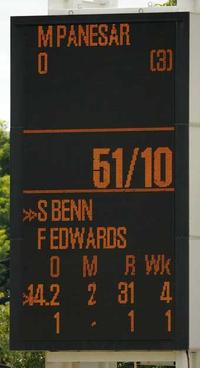 M PANESAR
0 (3)
51/10
»S BENN
F EDWARDS
O M R Wk
»14.2 2 31 4
1 - 1 1